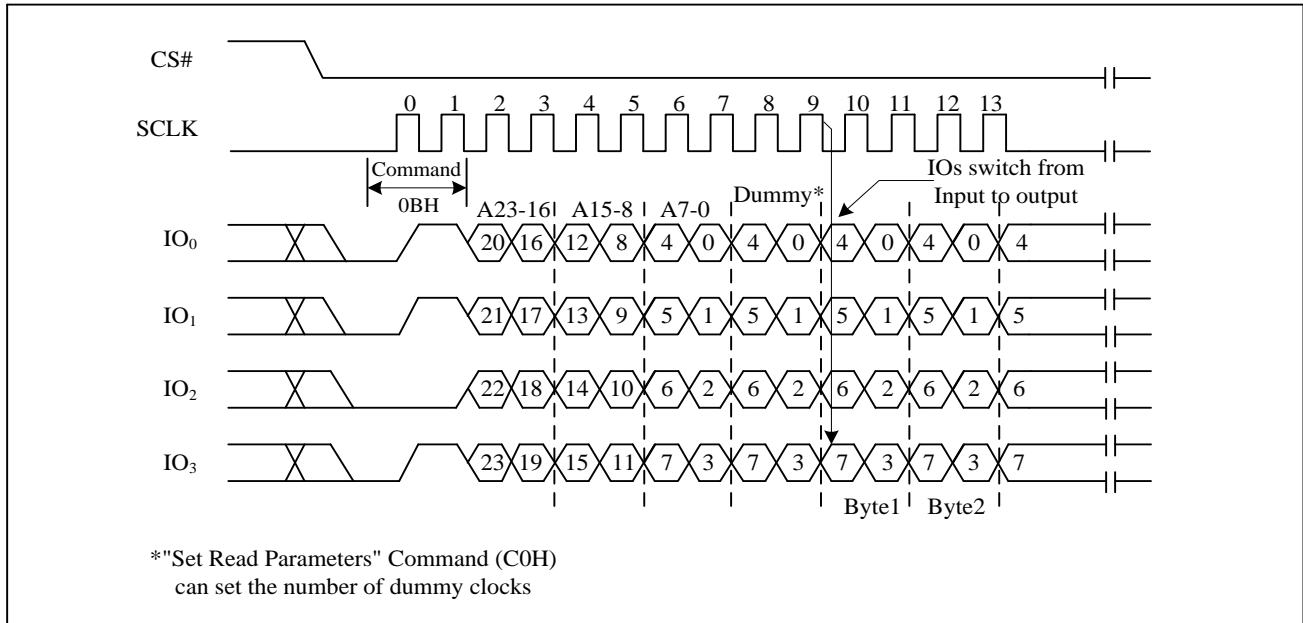 CS#
0 1 2 3 4 5 6 7 8 9 10 11 12 13
SCLK
Command
0BH
IOs switch from
Input to output
Dummy*
A23-16 A15-8 A7-0
IO₀ 20 16 12 8 4 0 4 0 4 0 4 0 4
IO₁ 21 17 13 9 5 1 5 1 5 1 5 1 5
IO₂ 22 18 14 10 6 2 6 2 6 2 6 2 6
IO₃ 23 19 15 11 7 3 7 3 7 3 7 3 7
Byte1 Byte2
*"Set Read Parameters" Command (C0H)
can set the number of dummy clocks